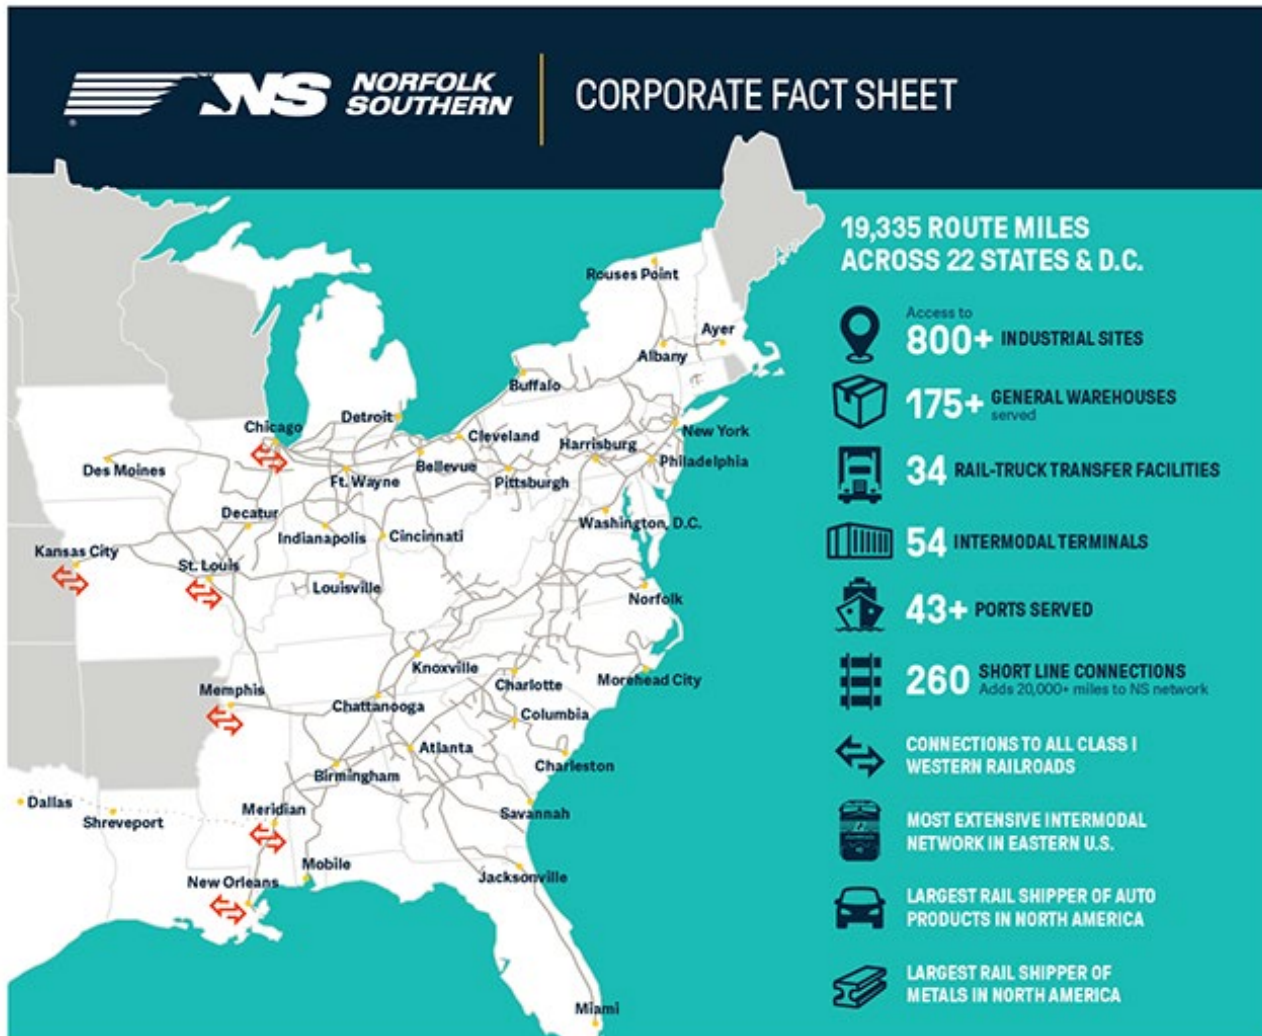 NS
NORFOLK
SOUTHERN
CORPORATE FACT SHEET
19,335 ROUTE MILES
ACROSS 22 STATES & D.C.
Access to
800+ INDUSTRIAL SITES
175+ GENERAL WAREHOUSES
served
34 RAIL-TRUCK TRANSFER FACILITIES
54 INTERMODAL TERMINALS
43+ PORTS SERVED
260 SHORT LINE CONNECTIONS
Adds 20,000+ miles to NS network
CONNECTIONS TO ALL CLASS I
WESTERN RAILROADS
MOST EXTENSIVE INTERMODAL
NETWORK IN EASTERN U.S.
LARGEST RAIL SHIPPER OF AUTO
PRODUCTS IN NORTH AMERICA
LARGEST RAIL SHIPPER OF
METALS IN NORTH AMERICA
Rouses Point
Ayer
Albany
Buffalo
Detroit
Chicago
New York
Cleveland
Harrisburg
Philadelphia
Des Moines
Bellevue
Ft. Wayne
Pittsburgh
Decatur
Washington, D.C.
Indianapolis
Cincinnati
Kansas City
St. Louis
Louisville
Norfolk
Knoxville
Morehead City
Charlotte
Memphis
Chattanooga
Columbia
Atlanta
Charleston
Birmingham
Dallas
Meridian
Savannah
Shreveport
Mobile
Jacksonville
New Orleans
Miami